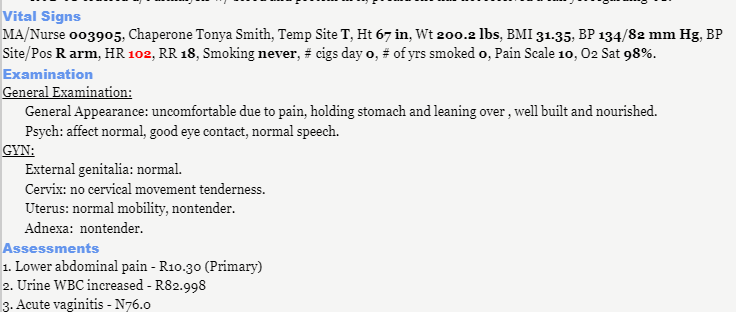 Vital Signs
MA/Nurse 003905, Chaperone Tonya Smith, Temp Site T, Ht 67 in, Wt 200.2 lbs, BMI 31.35, BP 134/82 mm Hg, BP
Site/Pos R arm, HR 102, RR 18, Smoking never, # cigs day 0, # of yrs smoked 0, Pain Scale 10, O2 Sat 98%.
Examination
General Examination:
General Appearance: uncomfortable due to pain, holding stomach and leaning over , well built and nourished.
Psych: affect normal, good eye contact, normal speech.
GYN:
External genitalia: normal.
Cervix: no cervical movement tenderness.
Uterus: normal mobility, nontender.
Adnexa: nontender.
Assessments
1. Lower abdominal pain - R10.30 (Primary)
2. Urine WBC increased - R82.998
3. Acute vaginitis - N76.0